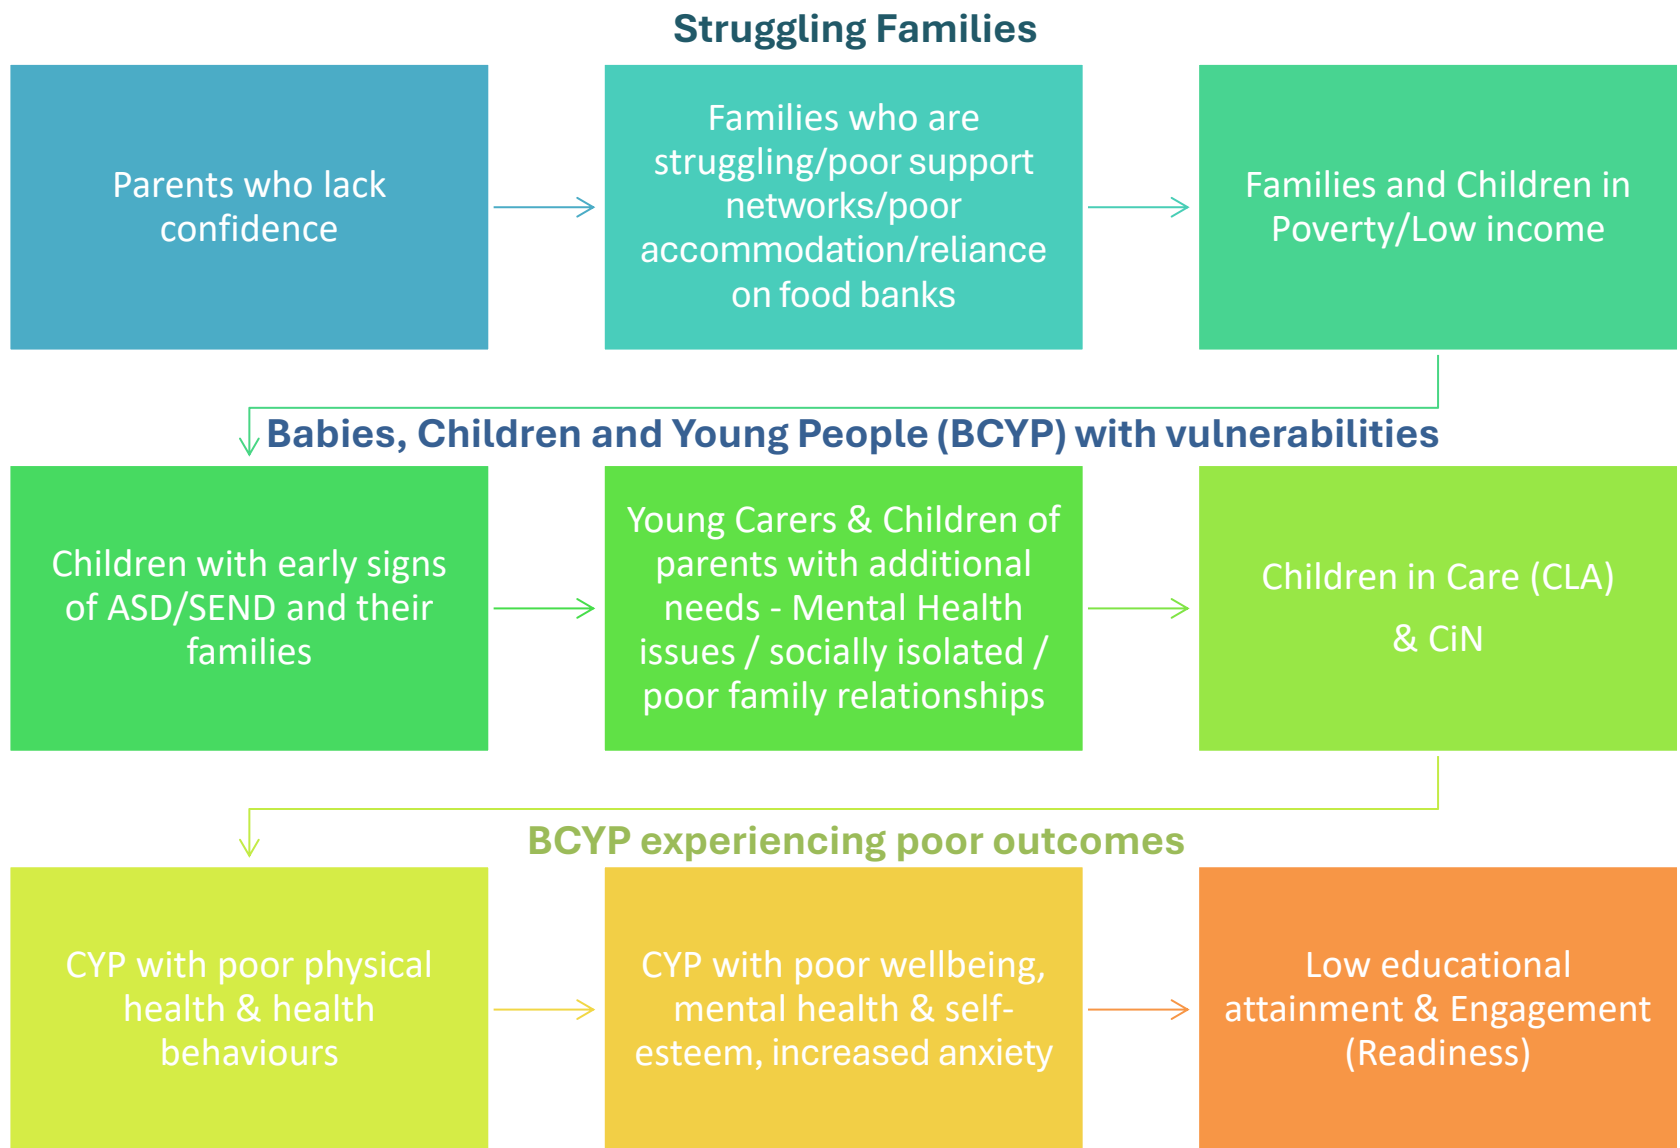 Struggling Families
Parents who lack
confidence
Families who are
struggling/poor support
networks/poor
accommodation/reliance
on food banks
Families and Children in
Poverty/Low income
Babies, Children and Young People (BCYP) with vulnerabilities
Children with early signs
of ASD/SEND and their
families
Young Carers & Children of
parents with additional
needs - Mental Health
issues / socially isolated /
poor family relationships
Children in Care (CLA)
& CiN
BCYP experiencing poor outcomes
CYP with poor physical
health & health
behaviours
CYP with poor wellbeing,
mental health & self-
esteem, increased anxiety
Low educational
attainment & Engagement
(Readiness)